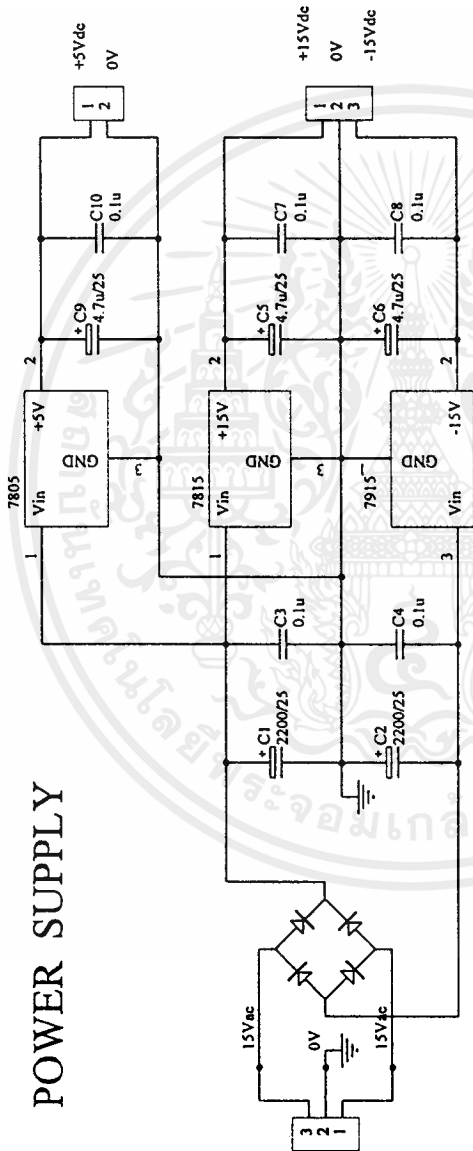 POWER SUPPLY
3
2
1
15Vac
0V
15Vac
+ C1
2200/25
+ C2
2200/25
C3
0.1u
C4
0.1u
7805
Vin
+5V
GND
1
2
3
7815
Vin
+15V
GND
1
2
3
7915
Vin
-15V
GND
3
2
1
+ C9
4.7u/25
C10
0.1u
+ C5
4.7u/25
C7
0.1u
+ C6
4.7u/25
C8
0.1u
1
2
+5Vdc
0V
1
2
3
+15Vdc
0V
-15Vdc